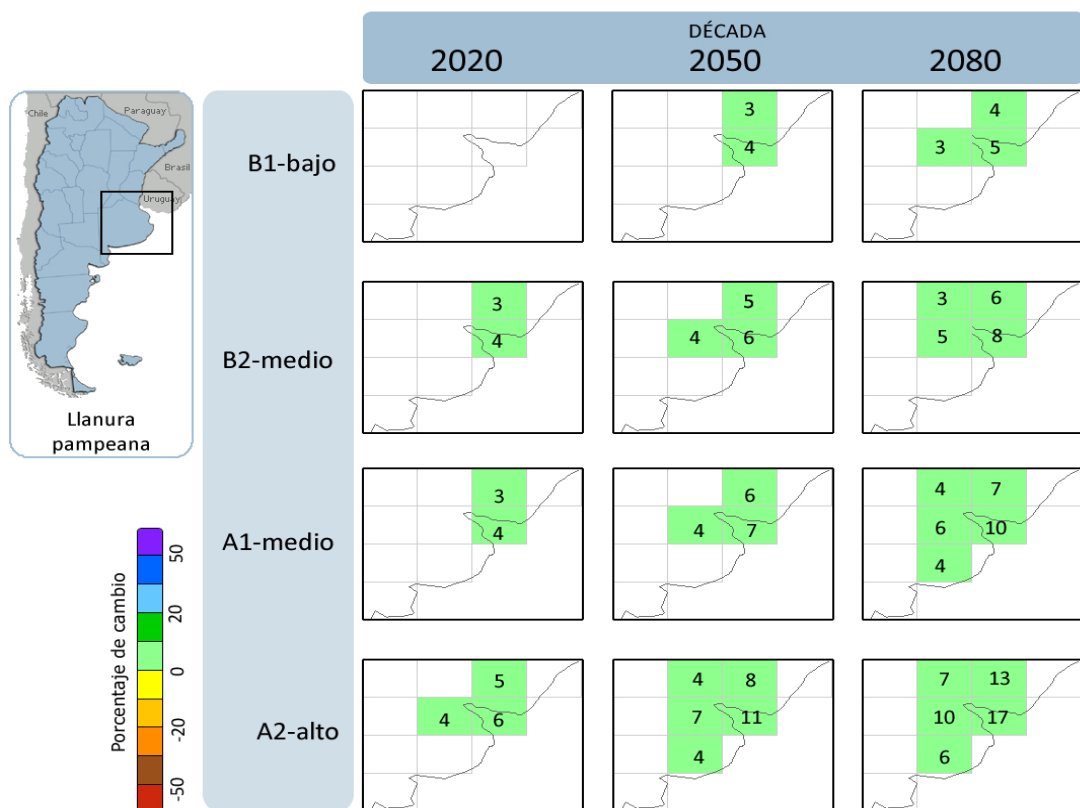 DÉCADA
2020 2050 2080
Chile
Paraguay
Brasil
Uruguay
Llanura
pampeana
B1-bajo
3
4
4
3 5
B2-medio
3
4
5
4 6
3 6
5 8
A1-medio
3
4
6
4 7
4 7
6 10
4
A2-alto
5
4 6
4 8
7 11
4
7 13
10 17
6
Porcentaje de cambio
50
20
0
-20
-50